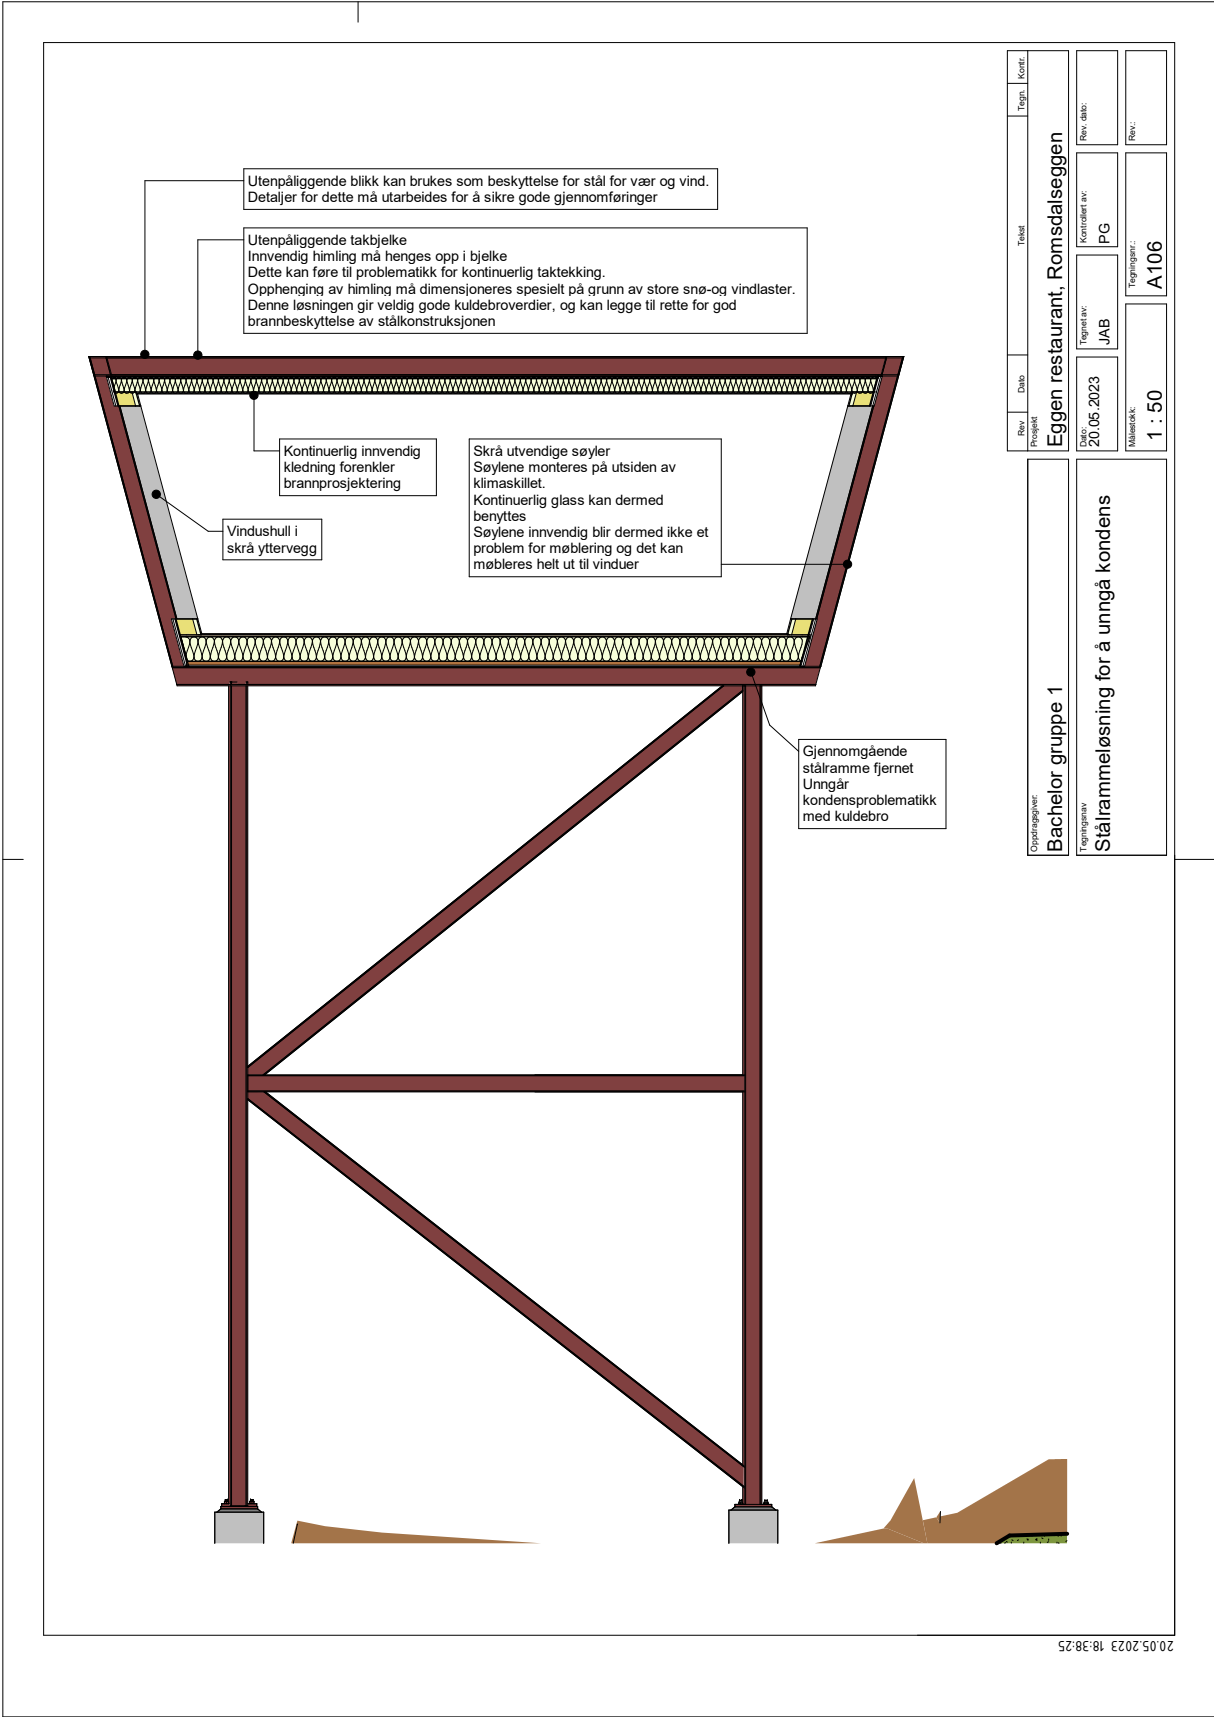 Utenpåliggende blikk kan brukes som beskyttelse for stål for vær og vind.
Detaljer for dette må utarbeides for å sikre gode gjennomføringer
Utenpåliggende takbjelke
Innvendig himling må henges opp i bjelke
Dette kan føre til problematikk for kontinuerlig taktekking.
Opphenging av himling må dimensjoneres spesielt på grunn av store snø-og vindlaster.
Denne løsningen gir veldig gode kuldebroverdier, og kan legge til rette for god
brannbeskyttelse av stålkonstruksjonen
Kontinuerlig innvendig
kledning forenkler
brannprosjektering
Skrå utvendige søyler
Søylene monteres på utsiden av
klimaskillet.
Kontinuerlig glass kan dermed
benyttes
Søylene innvendig blir dermed ikke et
problem for møblering og det kan
møbleres helt ut til vinduer
Vindushull i
skrå yttervegg
Gjennomgående
stålramme fjernet
Unngår
kondensproblematikk
med kuldebro
Rev
Dato
Tekst
Tegn.
Kontr.
Prosjekt
Eggen restaurant, Romsdalseggen
Dato:
20.05.2023
Tegnet av:
JAB
Kontrollert av:
PG
Rev. dato:
Målestokk:
1 : 50
Tegningsnr.:
A106
Rev.:
Oppdragsgiver:
Bachelor gruppe 1
Tegningsnav
Stålrammeløsning for å unngå kondens
20.05.2023 18:38:25